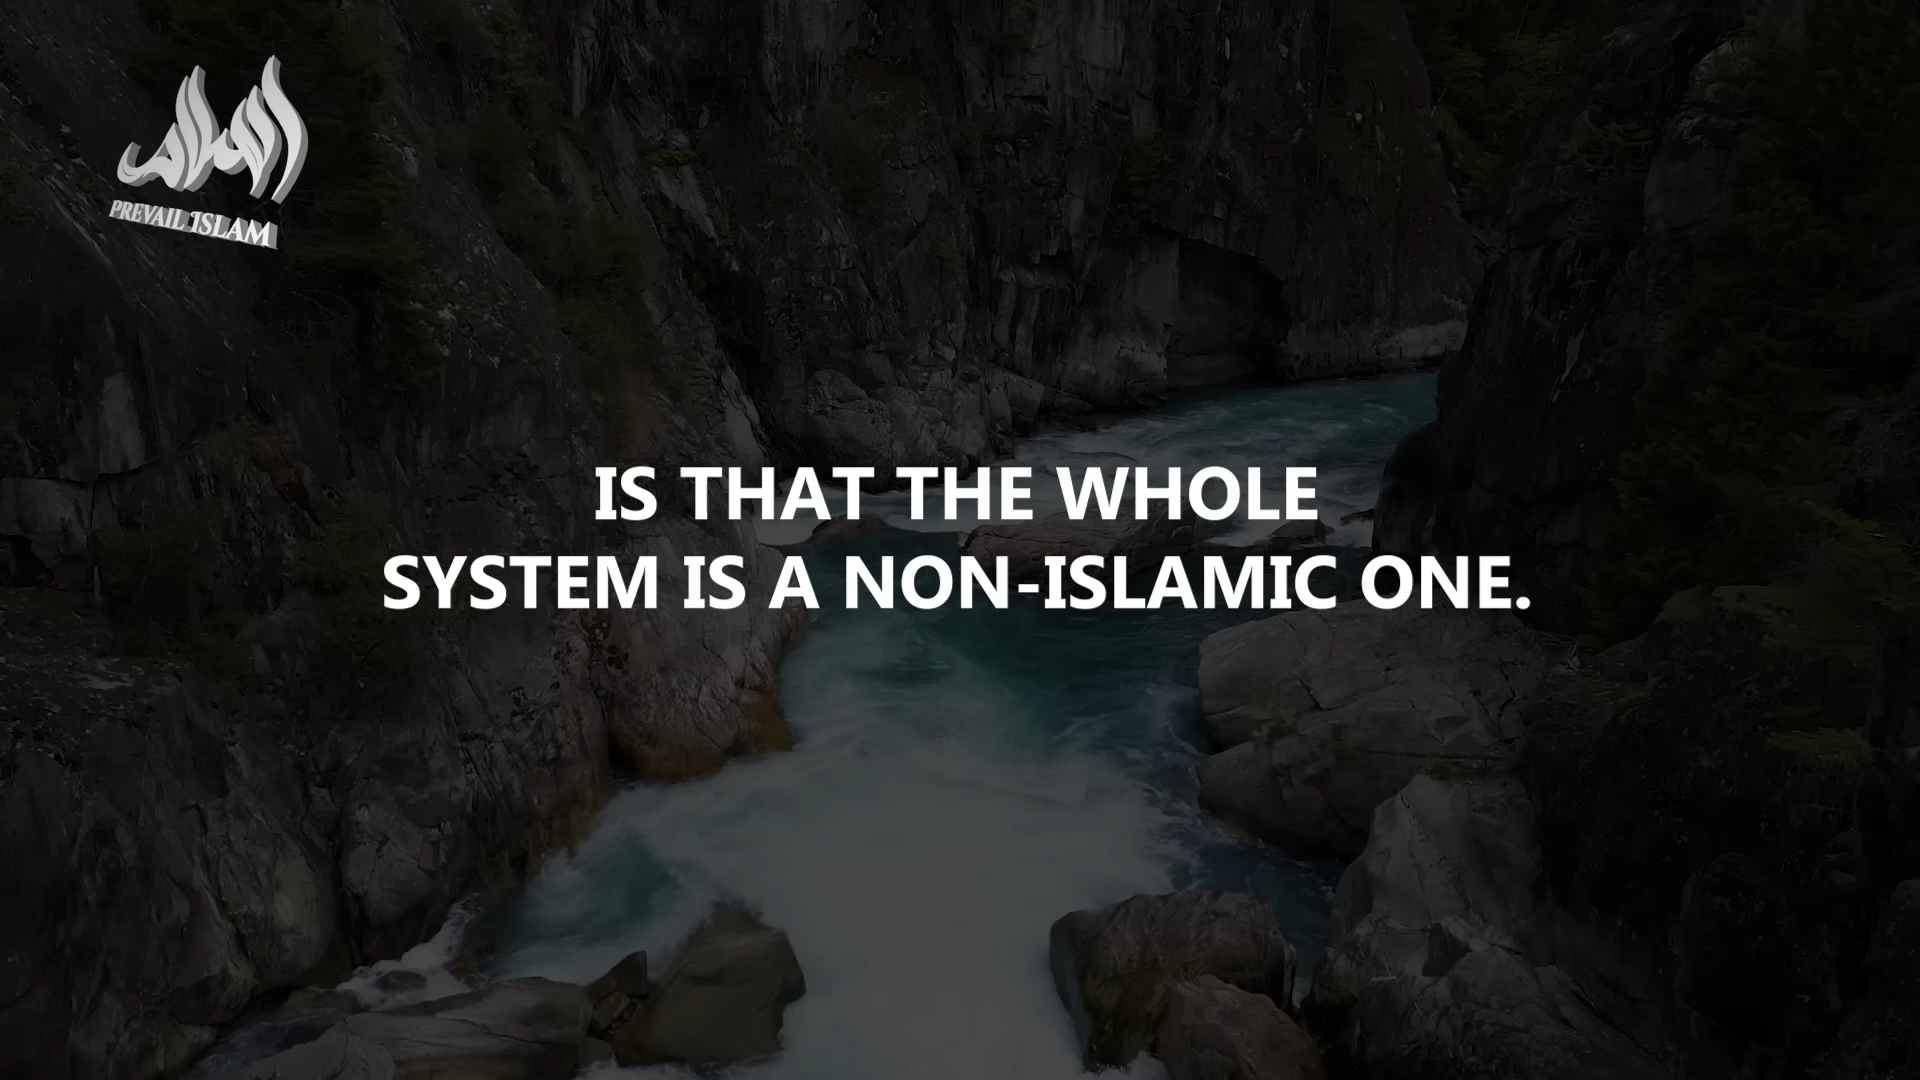 PREVAIL ISLAM
IS THAT THE WHOLE
SYSTEM IS A NON-ISLAMIC ONE.